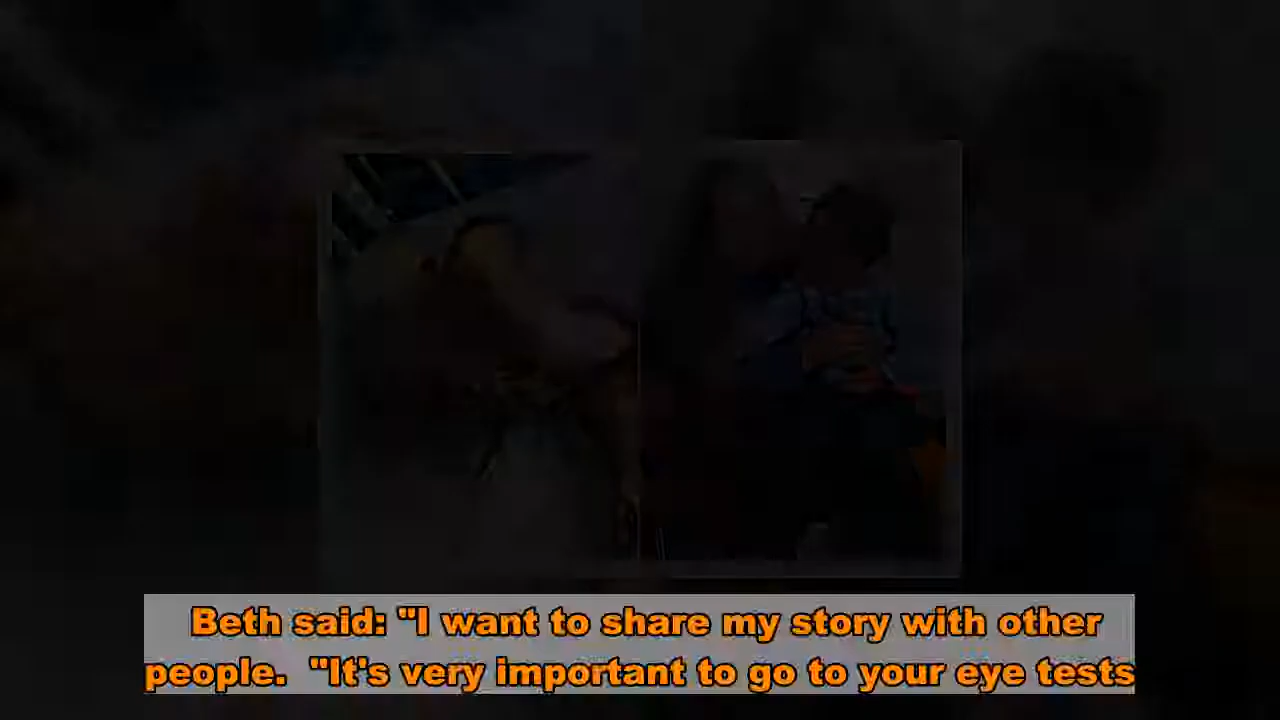 Beth said: "I want to share my story with other
people.  "It's very important to go to your eye tests